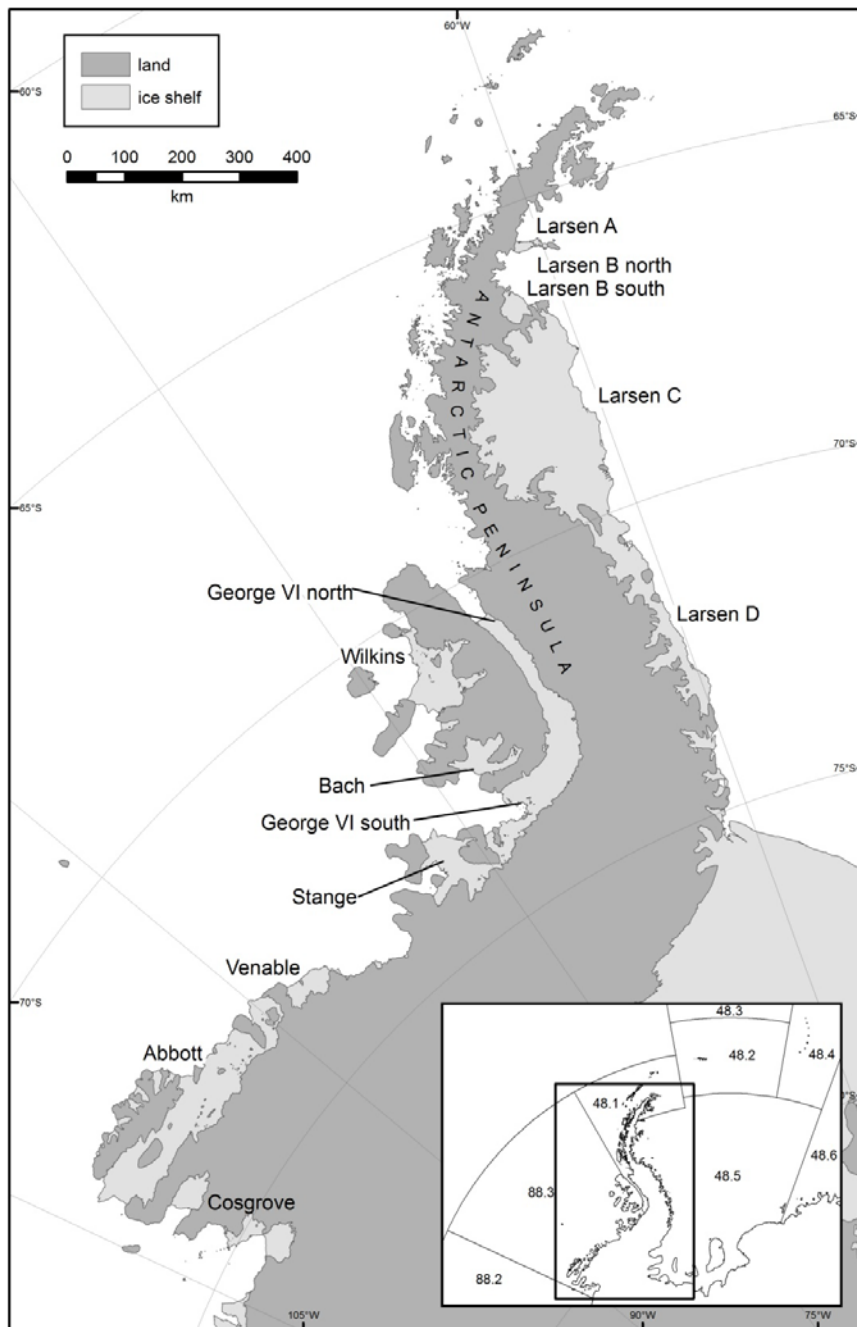 60°W
land
ice shelf
60°S
65°S
0 100 200 300 400
km
Larsen A
Larsen B north
Larsen B south
ANTARCTIC PENINSULA
Larsen C
70°S
65°S
George VI north
Larsen D
Wilkins
75°S
Bach
George VI south
Stange
Venable
70°S
Abbott
Cosgrove
48.3
48.2
48.4
48.1
48.5
48.6
88.3
88.2
105°W
90°W
75°W